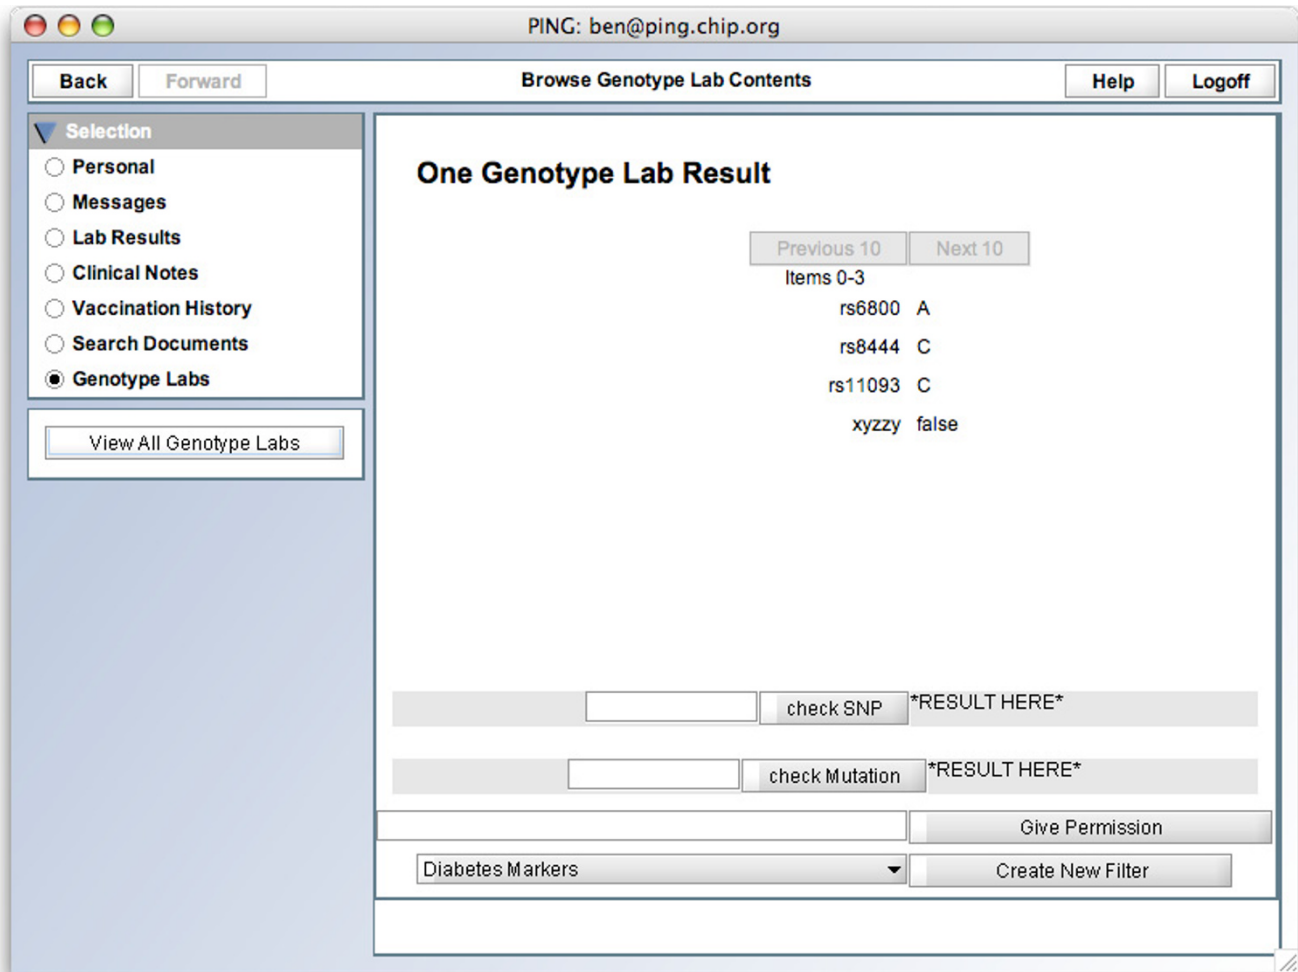 PING: ben@ping.chip.org
Back Forward Browse Genotype Lab Contents Help Logoff
Selection
Personal
Messages
Lab Results
Clinical Notes
Vaccination History
Search Documents
Genotype Labs
View All Genotype Labs
One Genotype Lab Result
Previous 10 Next 10
Items 0-3
rs6800 A
rs8444 C
rs11093 C
xyzzy false
check SNP *RESULT HERE*
check Mutation *RESULT HERE*
Give Permission
Diabetes Markers Create New Filter